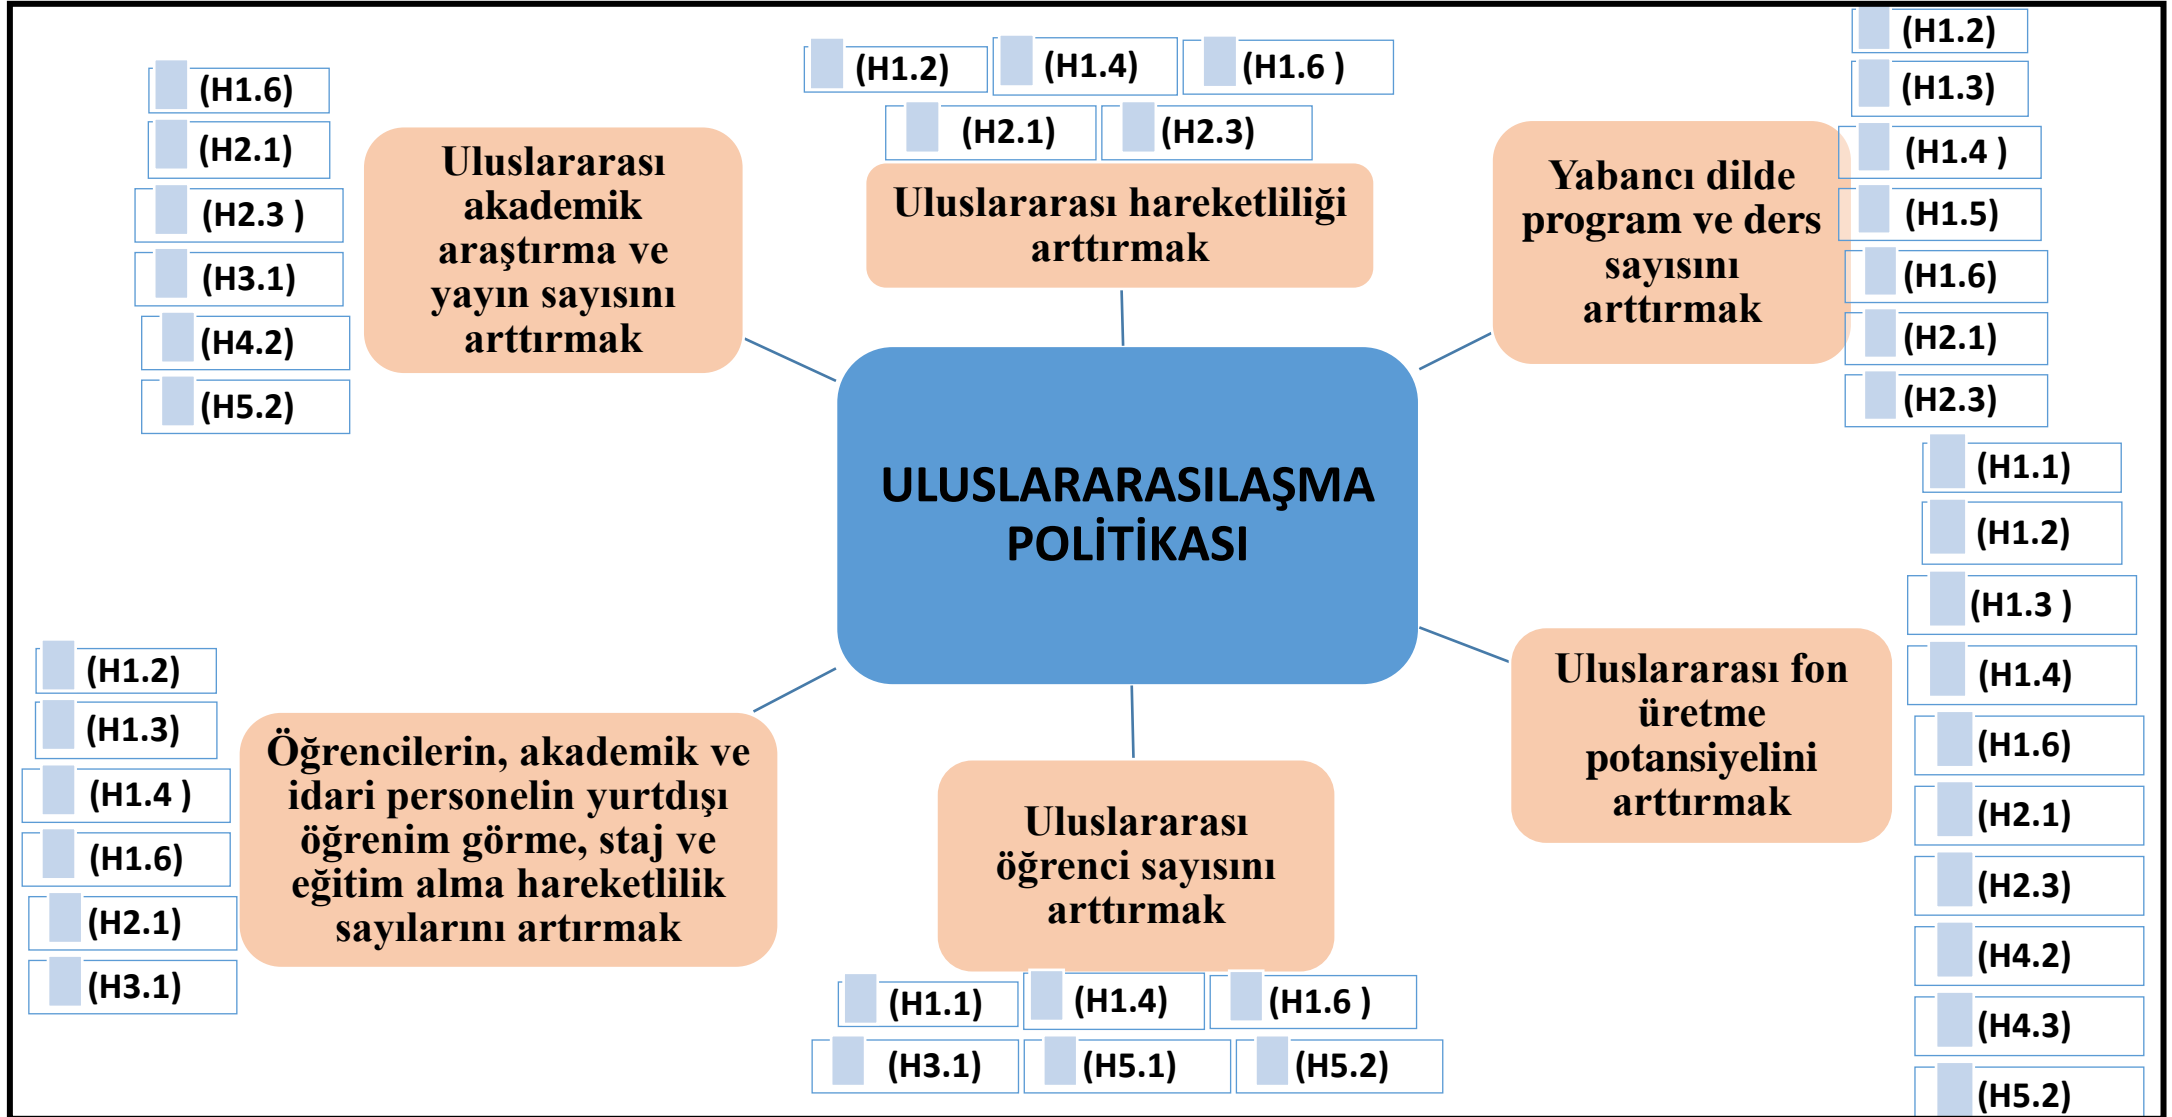 (H1.6)
(H2.1)
(H2.3 )
(H3.1)
(H4.2)
(H5.2)
Uluslararası
akademik
araştırma ve
yayın sayısını
arttırmak
(H1.2)
(H1.4)
(H1.6 )
(H2.1)
(H2.3)
Uluslararası hareketliliği
arttırmak
Yabancı dilde
program ve ders
sayısını
arttırmak
(H1.2)
(H1.3)
(H1.4 )
(H1.5)
(H1.6)
(H2.1)
(H2.3)
ULUSLARARASILAŞMA
POLİTİKASI
(H1.2)
(H1.3)
(H1.4 )
(H1.6)
(H2.1)
(H3.1)
Öğrencilerin, akademik ve
idari personelin yurtdışı
öğrenim görme, staj ve
eğitim alma hareketlilik
sayılarını artırmak
Uluslararası
öğrenci sayısını
arttırmak
(H1.1)
(H1.4)
(H1.6 )
(H3.1)
(H5.1)
(H5.2)
Uluslararası fon
üretme
potansiyelini
arttırmak
(H1.1)
(H1.2)
(H1.3 )
(H1.4)
(H1.6)
(H2.1)
(H2.3)
(H4.2)
(H4.3)
(H5.2)